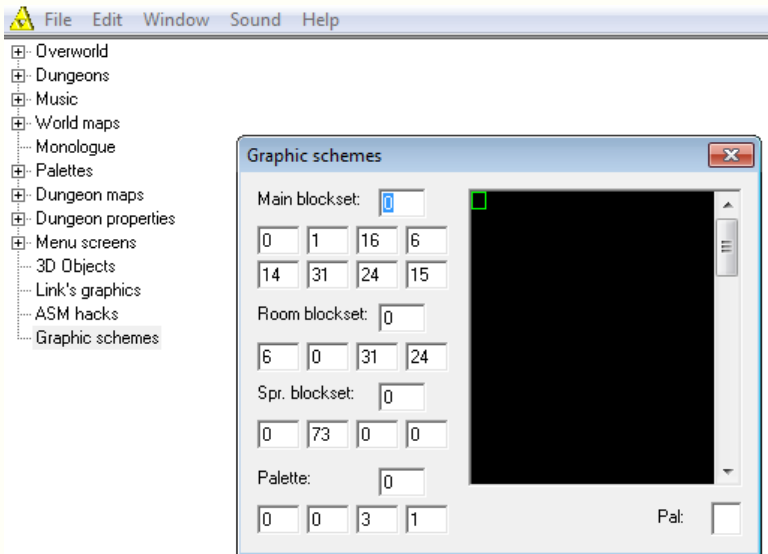 File Edit Window Sound Help
Overworld
Dungeons
Music
World maps
Monologue
Palettes
Dungeon maps
Dungeon properties
Menu screens
3D Objects
Link's graphics
ASM hacks
Graphic schemes
Graphic schemes
Main blockset: 0
0 1 16 6
14 31 24 15
Room blockset: 0
6 0 31 24
Spr. blockset: 0
0 73 0 0
Palette: 0
0 0 3 1
Pal: